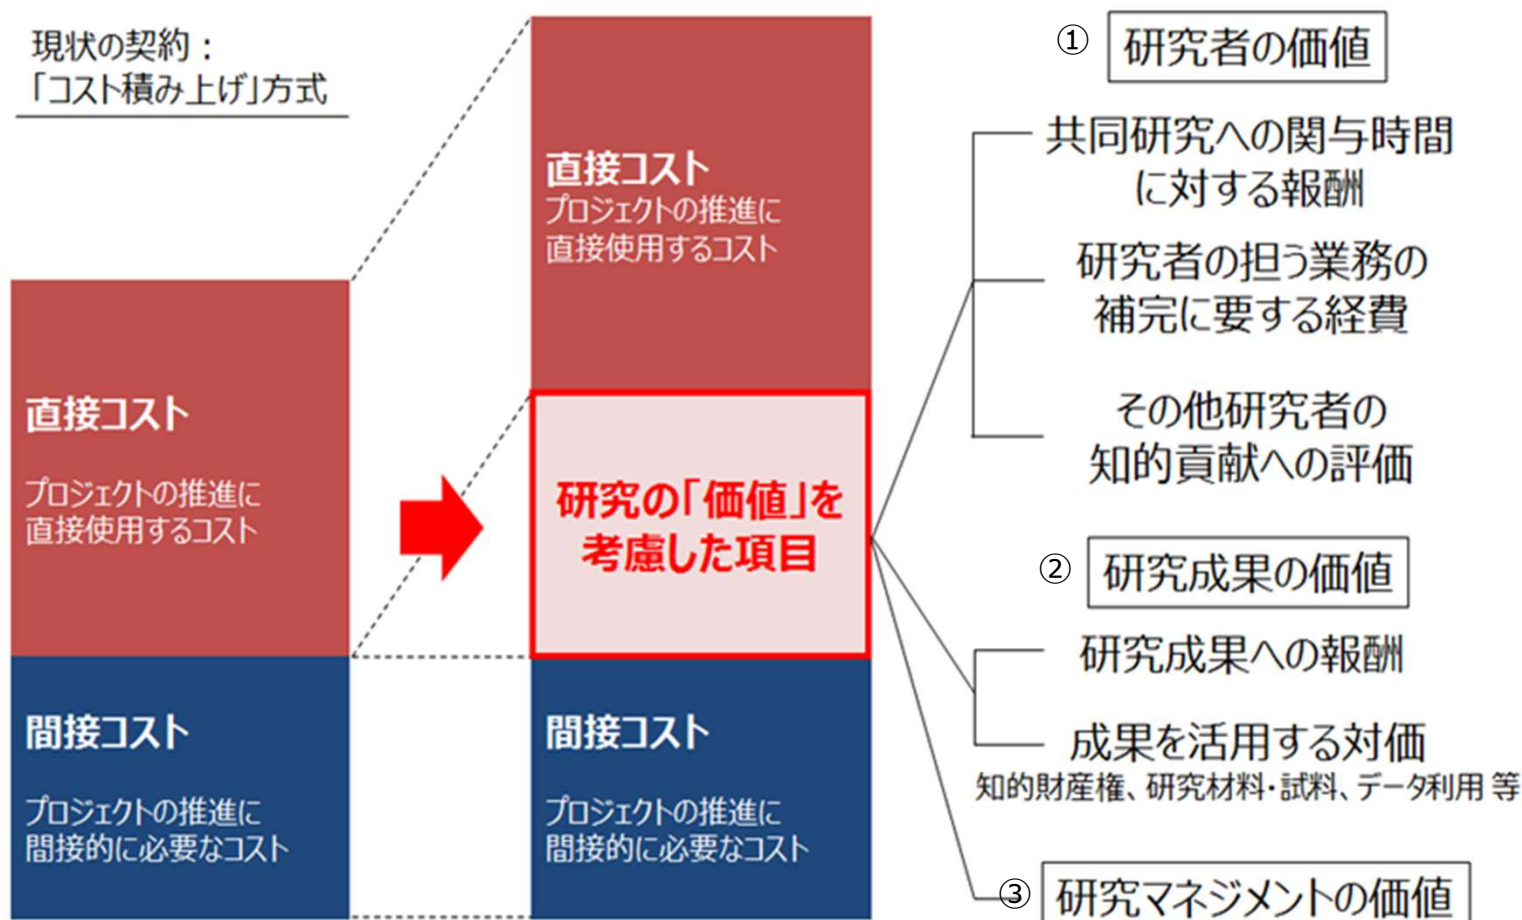 現状の契約：
「コスト積み上げ」方式
直接コスト
プロジェクトの推進に
直接使用するコスト
間接コスト
プロジェクトの推進に
間接的に必要なコスト
直接コスト
プロジェクトの推進に
直接使用するコスト
研究の「価値」を
考慮した項目
間接コスト
プロジェクトの推進に
間接的に必要なコスト
① 研究者の価値
共同研究への関与時間
に対する報酬
研究者の担う業務の
補完に要する経費
その他研究者の
知的貢献への評価
② 研究成果の価値
研究成果への報酬
成果を活用する対価
知的財産権、研究材料・試料、データ利用 等
③ 研究マネジメントの価値